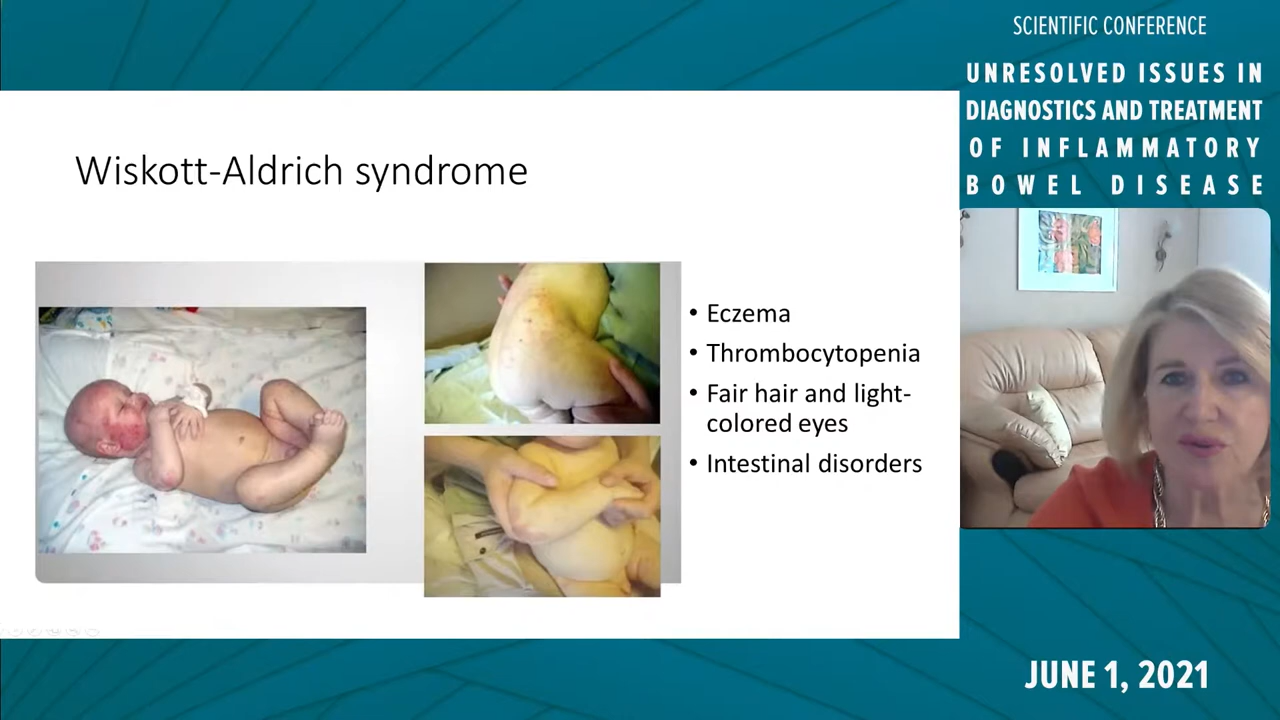 SCIENTIFIC CONFERENCE
UNRESOLVED ISSUES IN
DIAGNOSTICS AND TREATMENT
OF INFLAMMATORY
BOWEL DISEASE
Wiskott-Aldrich syndrome
• Eczema
• Thrombocytopenia
• Fair hair and light-
colored eyes
• Intestinal disorders
JUNE 1, 2021